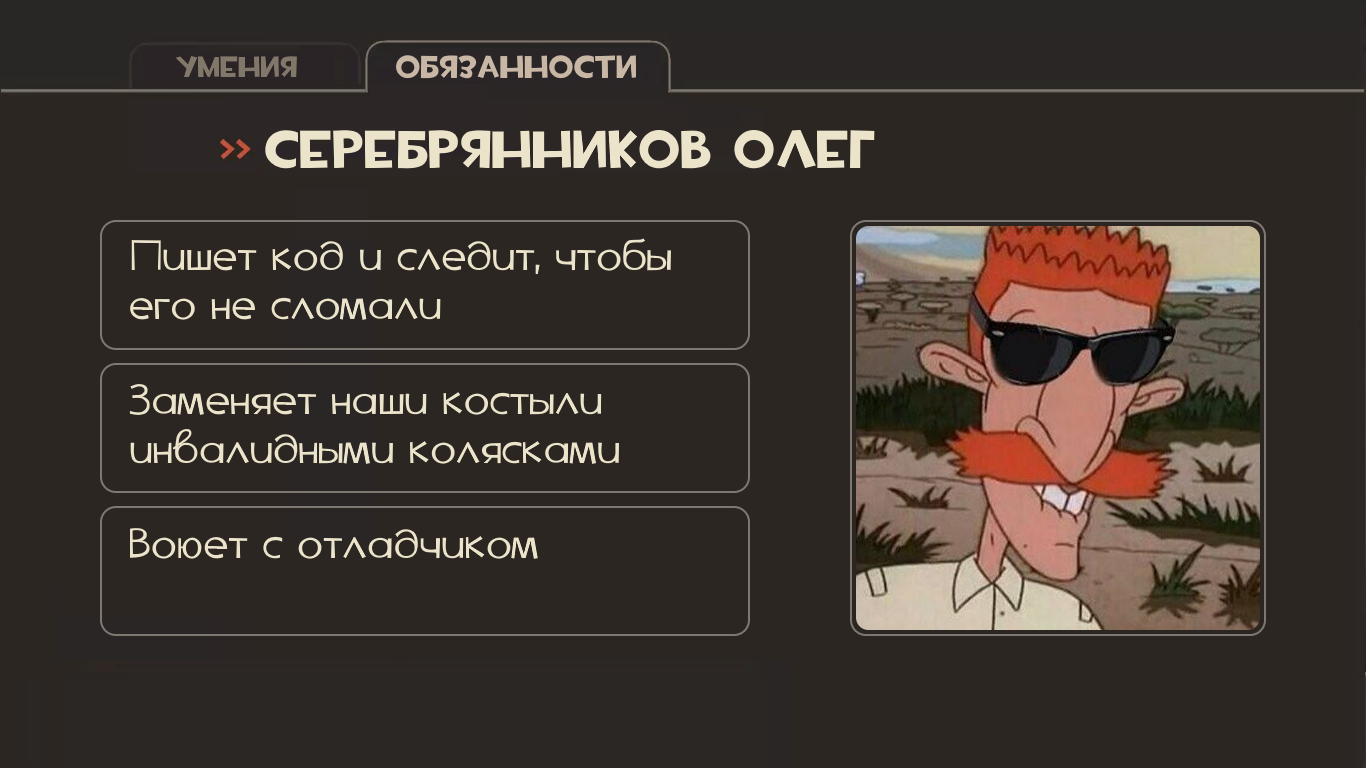 УМЕНИЯ
ОБЯЗАННОСТИ
>> СЕРЕБРЯННИКОВ ОЛЕГ
Пишет код и следит, чтобы
его не сломали
Заменяет наши костыли
инвалидными колясками
Воюет с отладчиком